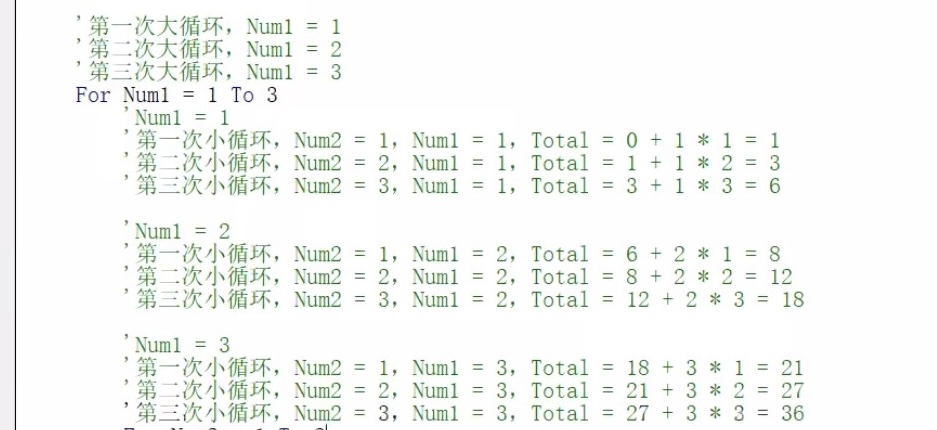 '第一次大循环, Num1 = 1
'第二次大循环, Num1 = 2
'第三次大循环, Num1 = 3
For Num1 = 1 To 3
'Num1 = 1
'第一次小循环, Num2 = 1, Num1 = 1, Total = 0 + 1 * 1 = 1
'第二次小循环, Num2 = 2, Num1 = 1, Total = 1 + 1 * 2 = 3
'第三次小循环, Num2 = 3, Num1 = 1, Total = 3 + 1 * 3 = 6
'Num1 = 2
'第一次小循环, Num2 = 1, Num1 = 2, Total = 6 + 2 * 1 = 8
'第二次小循环, Num2 = 2, Num1 = 2, Total = 8 + 2 * 2 = 12
'第三次小循环, Num2 = 3, Num1 = 2, Total = 12 + 2 * 3 = 18
'Num1 = 3
'第一次小循环, Num2 = 1, Num1 = 3, Total = 18 + 3 * 1 = 21
'第二次小循环, Num2 = 2, Num1 = 3, Total = 21 + 3 * 2 = 27
'第三次小循环, Num2 = 3, Num1 = 3, Total = 27 + 3 * 3 = 36